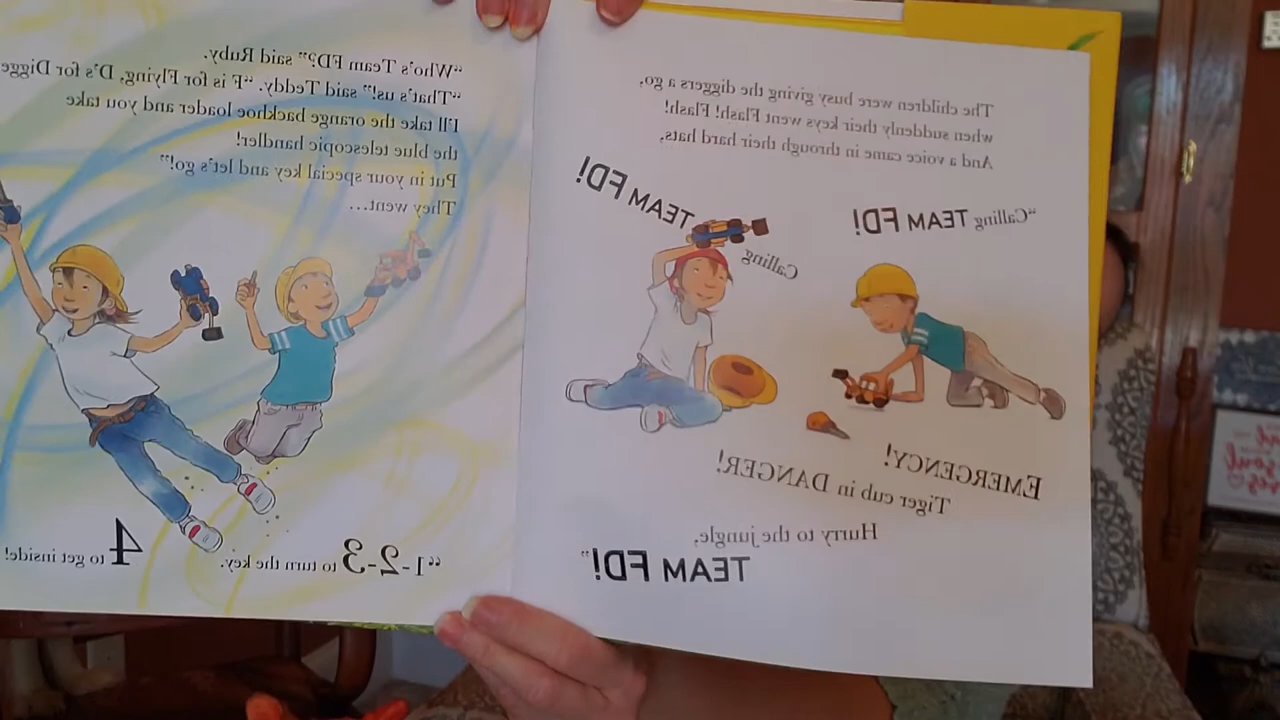 The children were busy giving the diggers a go,
when suddenly their keys went Flash! Flash!
And a voice came in through their hard hats,
“Calling TEAM FD!
Calling
TEAM FD!
EMERGENCY!
Tiger cub in DANGER!
Hurry to the jungle,
TEAM FD!”
“Who’s Team FD?” said Ruby.
“That’s us!” said Teddy. “F is for Flying, D’s for Digge
I’ll take the orange backhoe loader and you take
the blue telescopic handler!
Put in your special key and let’s go!”
They went…
“1-2-3 to turn the key.
4 to get inside!